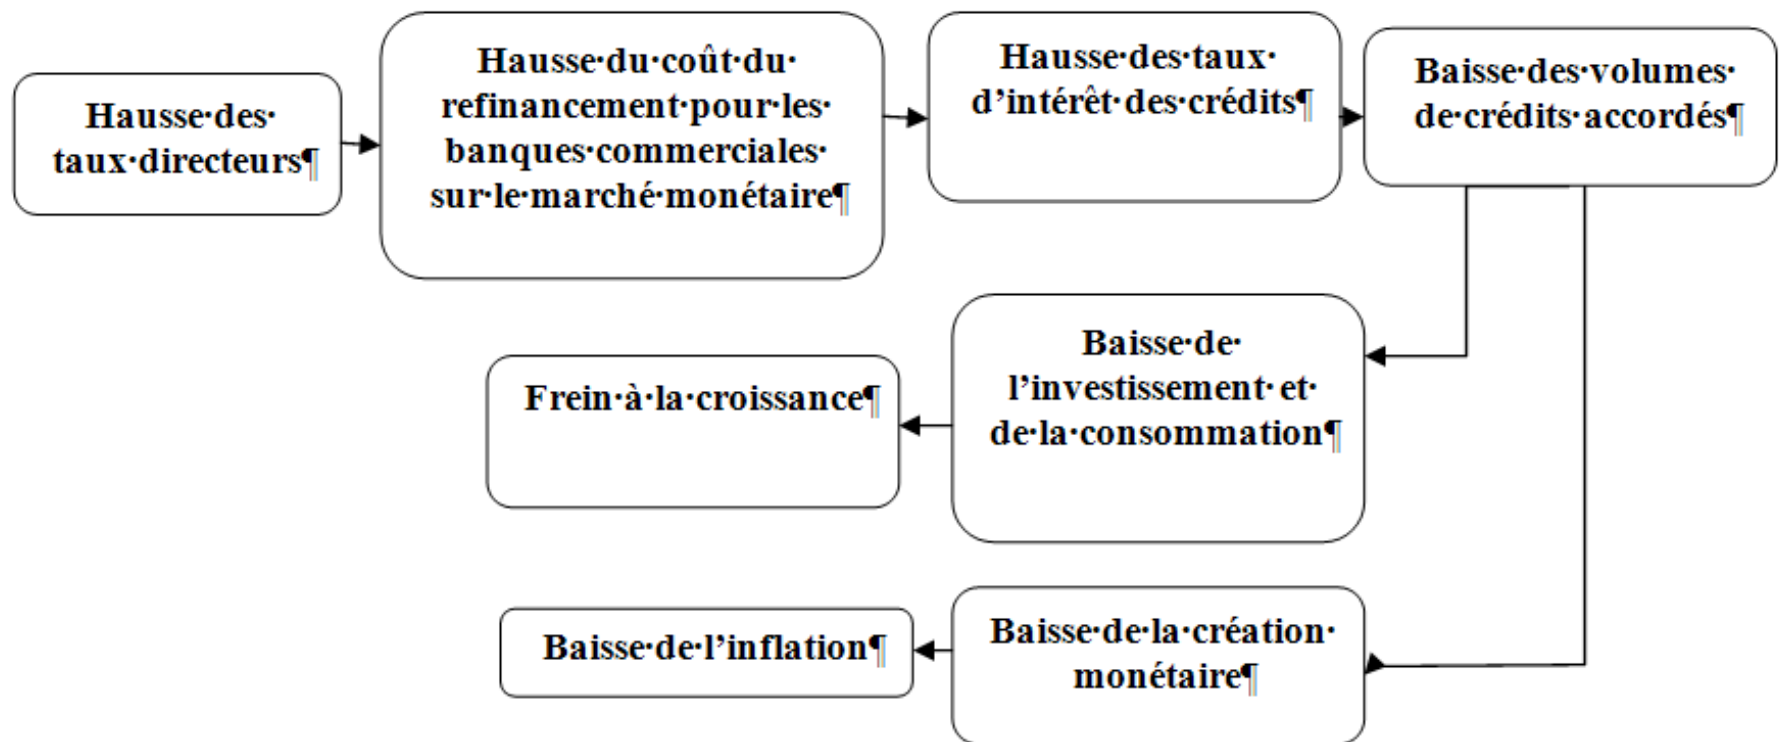 Hausse·des·
taux·directeurs¶
Hausse·du·coût·du·
refinancement·pour·les·
banques·commerciales·
sur·le·marché·monétaire¶
Hausse·des·taux·
d’intérêt·des·crédits¶
Baisse·des·volumes·
de·crédits·accordés¶
Baisse·de·
l’investissement·et·
de·la·consommation¶
Frein·à·la·croissance¶
Baisse·de·la·création·
monétaire¶
Baisse·de·l’inflation¶